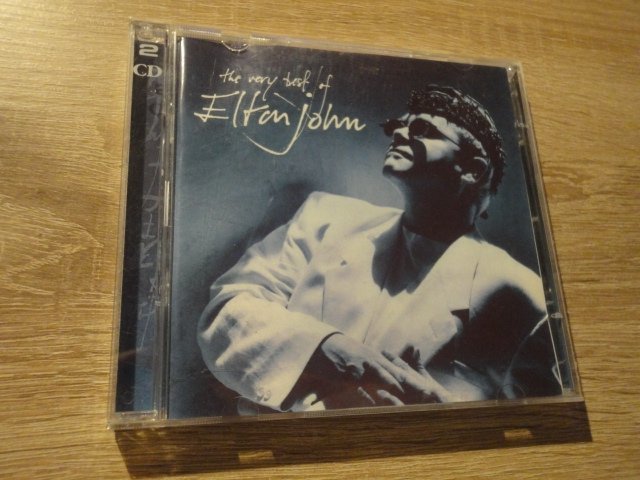 2
CD
the very best of
Elton john